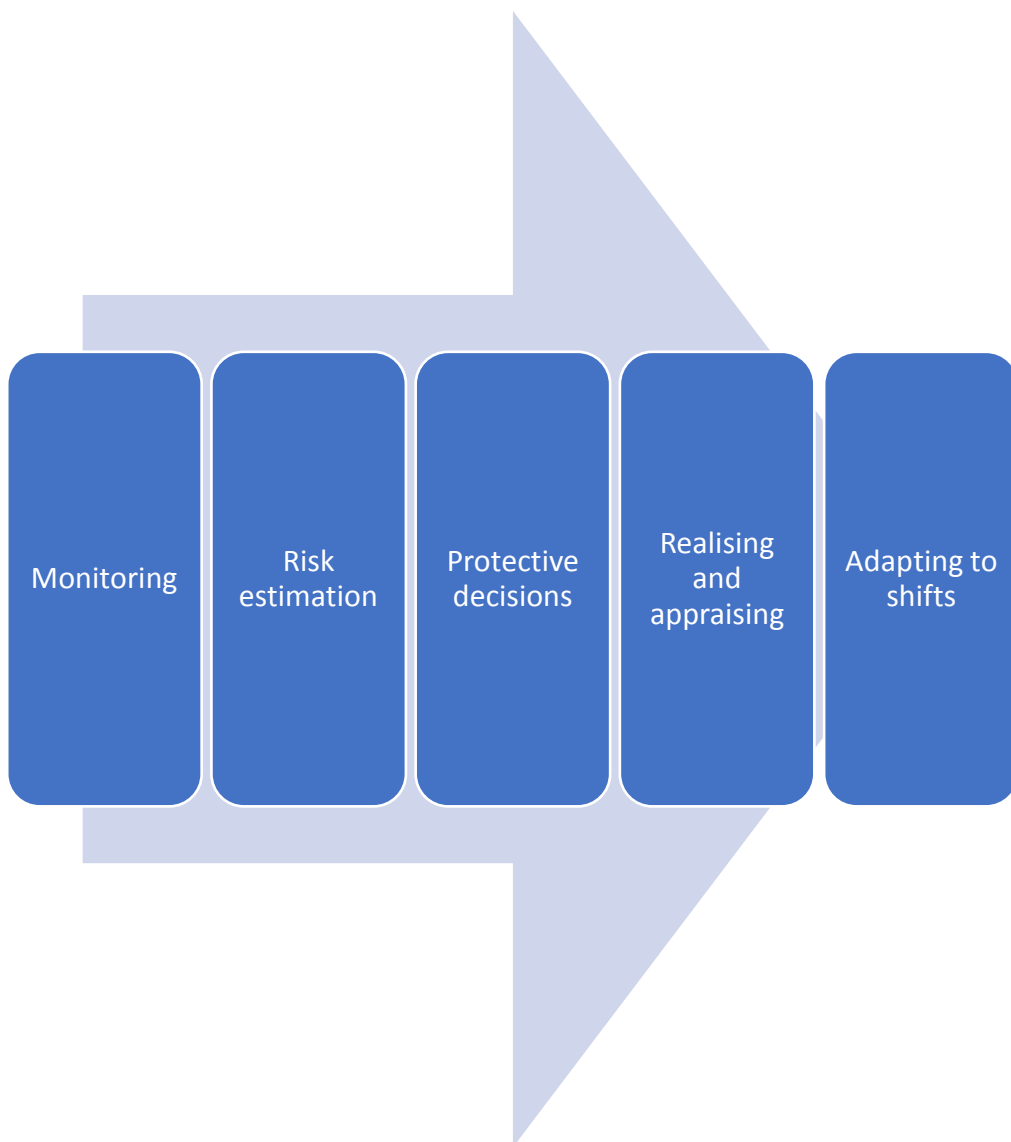 Monitoring
Risk
estimation
Protective
decisions
Realising
and
appraising
Adapting to
shifts